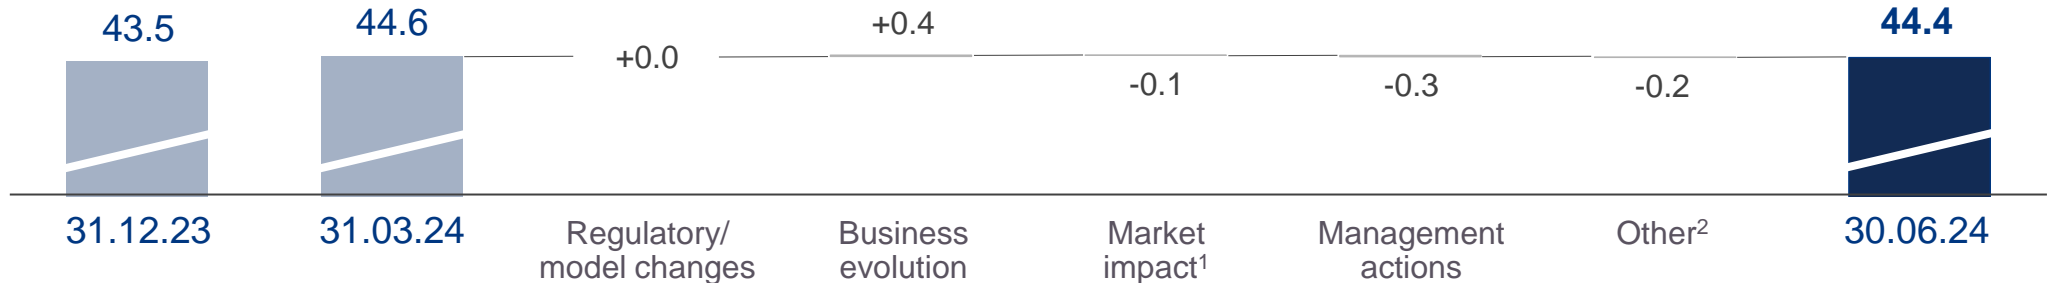 43.5
44.6
+0.0
+0.4
-0.1
-0.3
-0.2
44.4
31.12.23
31.03.24
Regulatory/
model changes
Business
evolution
Market
impact¹
Management
actions
Other²
30.06.24